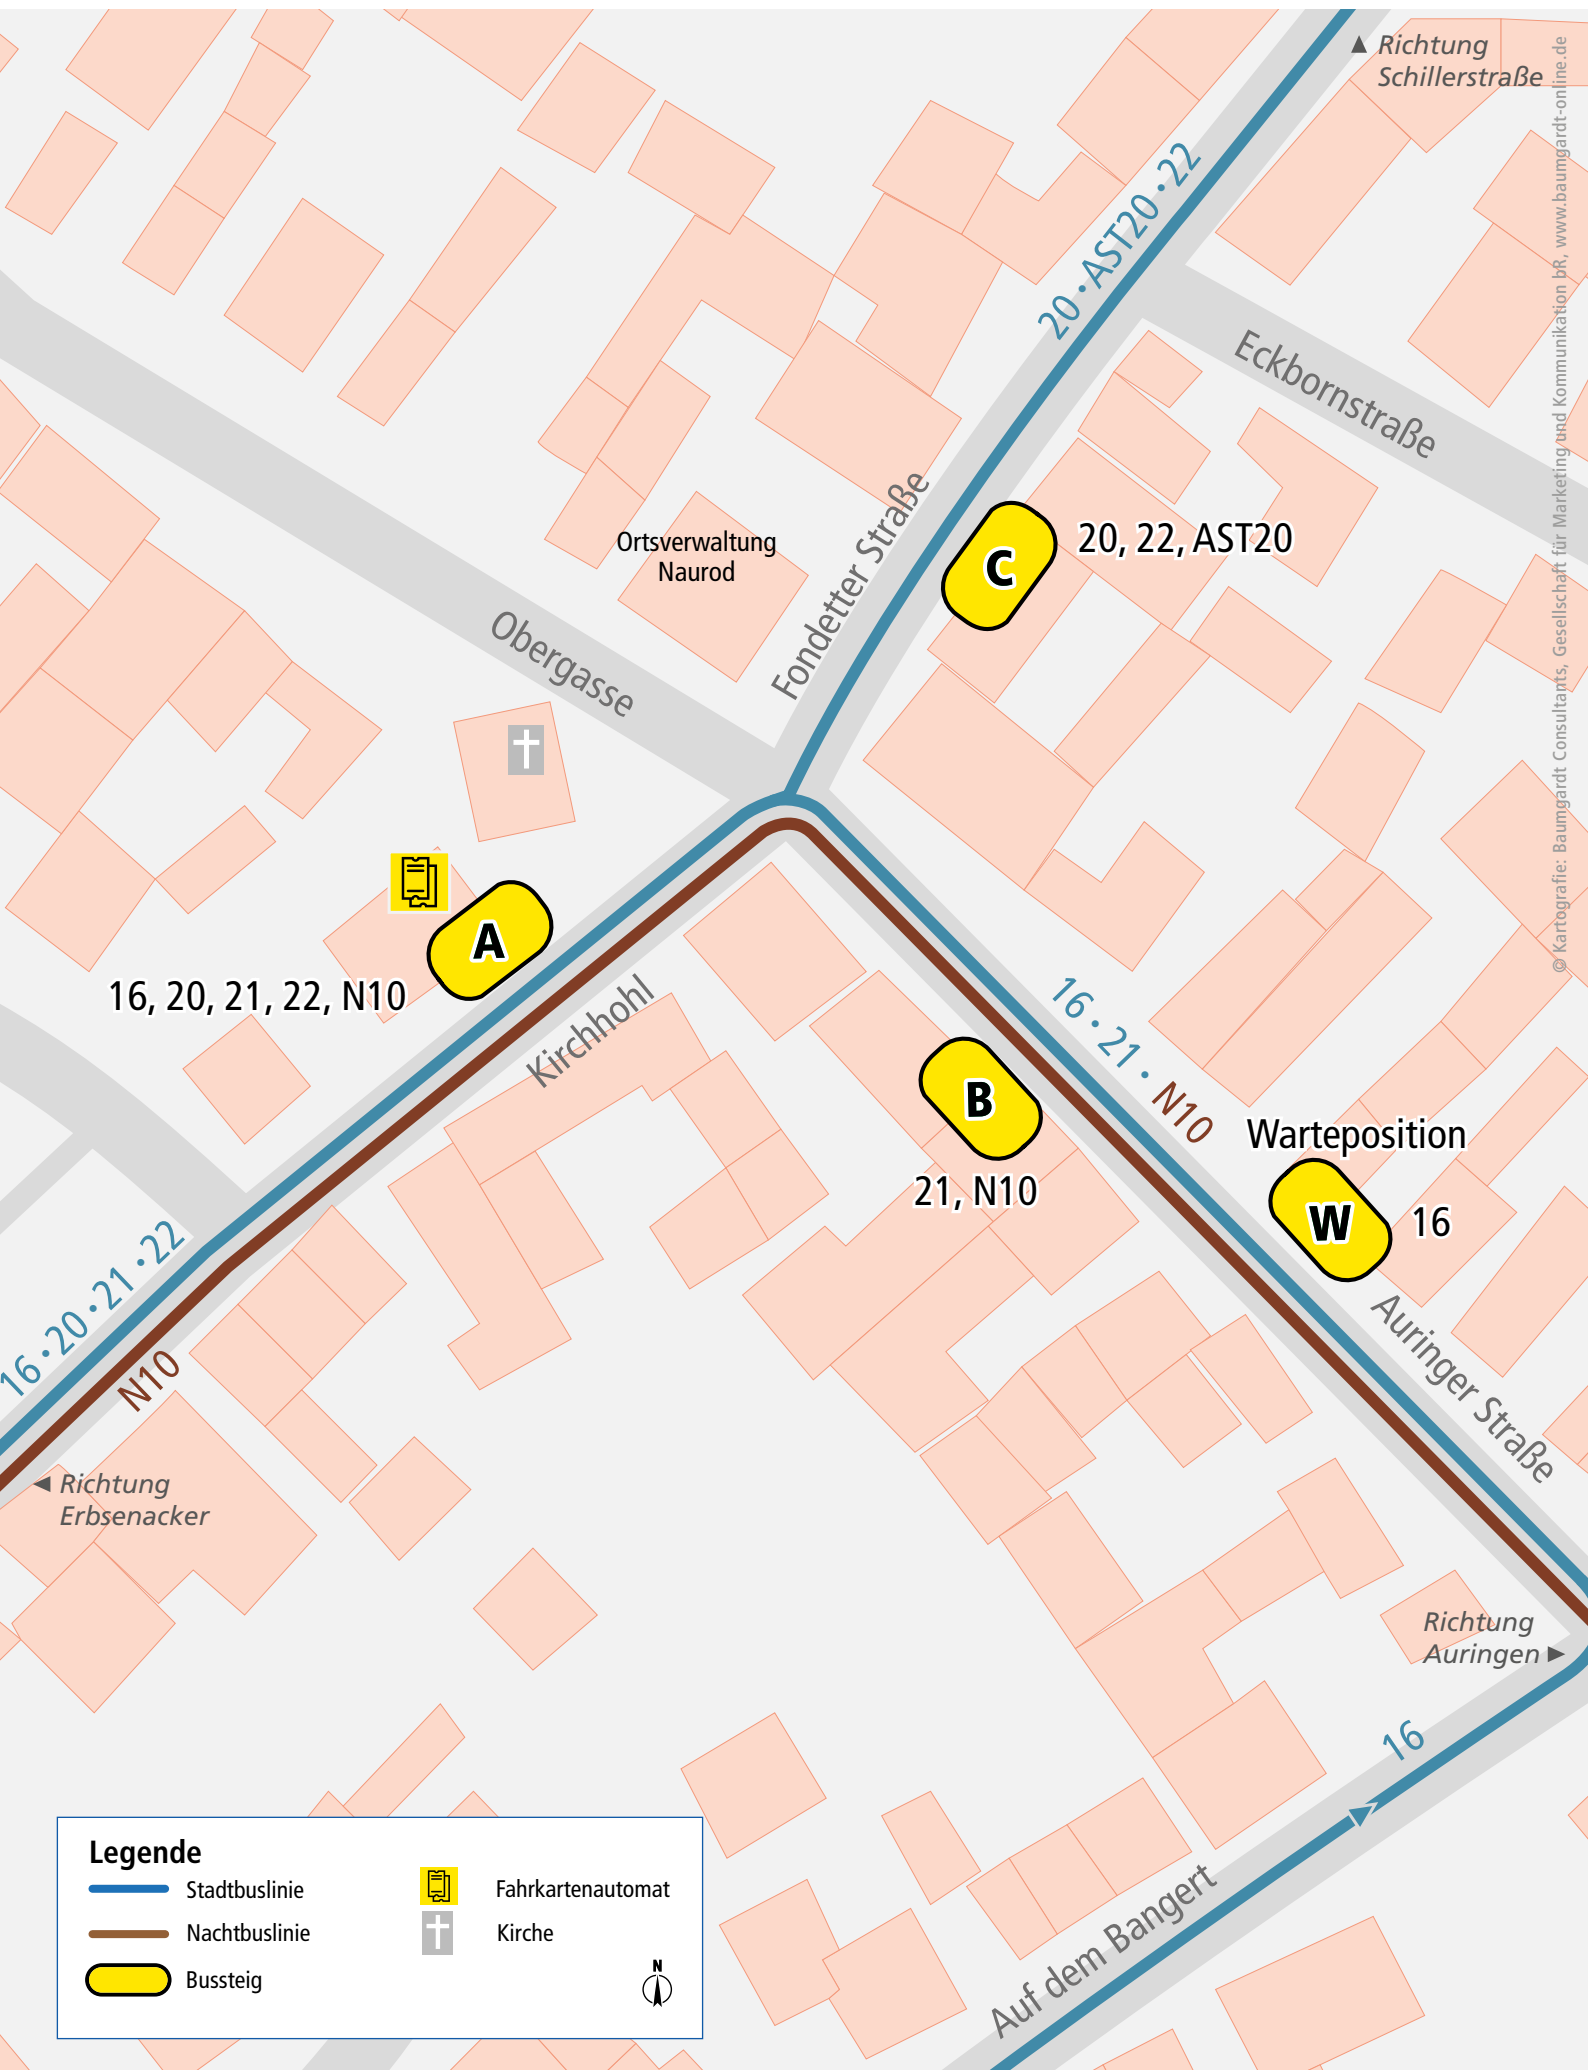 Richtung
Schillerstraße
20 • AST20 • 22
Eckbornstraße
Fondetter Straße
20, 22, AST20
C
Ortsverwaltung
Naurod
Obergasse
A
16, 20, 21, 22, N10
Kirchhohl
16 • 21 • N10
B
21, N10
Warteposition
W
16
Auringer Straße
16 • 20 • 21 • 22
N10
Richtung
Erbsenacker
Richtung
Auringen
16
Auf dem Bangert
Legende
Stadtbuslinie
Nachtbuslinie
Bussteig
Fahrkartenautomat
Kirche
N
© Kartografie: Baumgardt Consultants, Gesellschaft für Marketing und Kommunikation bR, www.baumgardt-online.de